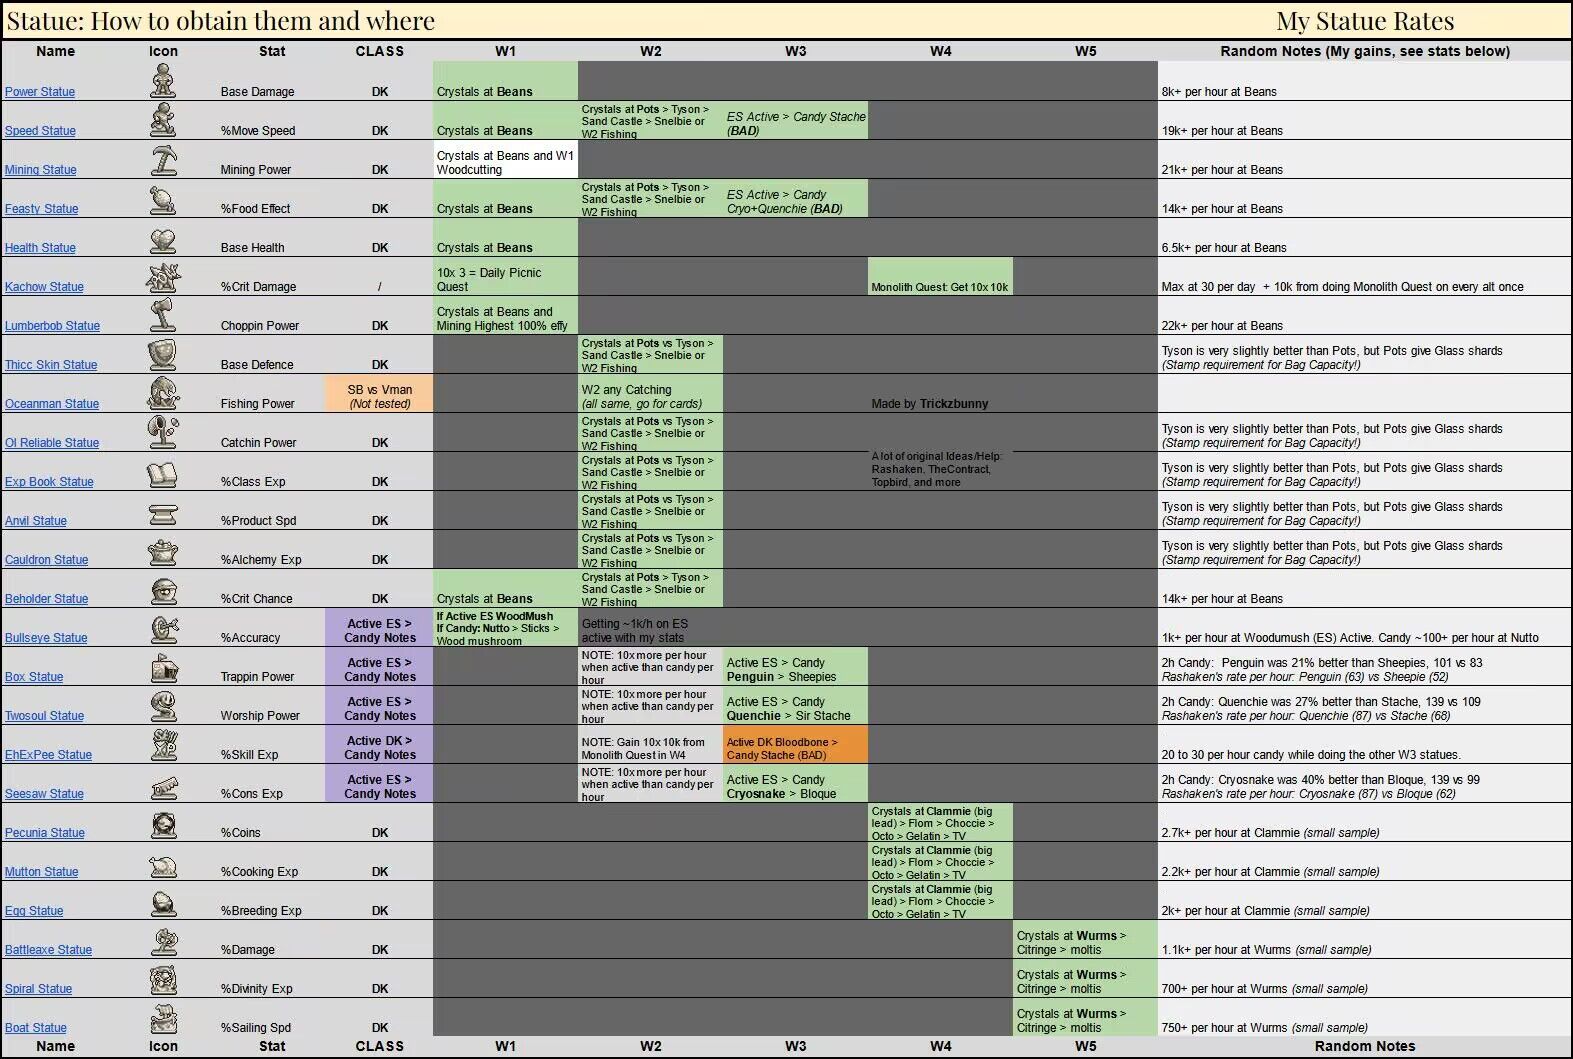 Statue: How to obtain them and where My Statue Rates
Name Icon Stat CLASS W1 W2 W3 W4 W5 Random Notes (My gains, see stats below)
Power Statue Base Damage DK Crystals at Beans 8k+ per hour at Beans
Speed Statue %Move Speed DK Crystals at Beans
Crystals at Pots > Tyson >
Sand Castle > Snelbie or
W2 Fishing
ES Active > Candy Stache
(BAD)
19k+ per hour at Beans
Mining Statue Mining Power DK
Crystals at Beans and W1
Woodcutting
21k+ per hour at Beans
Feasty Statue %Food Effect DK Crystals at Beans
Crystals at Pots > Tyson >
Sand Castle > Snelbie or
W2 Fishing
ES Active > Candy
Cryo+Quenchie (BAD)
14k+ per hour at Beans
Health Statue Base Health DK Crystals at Beans 6.5k+ per hour at Beans
Kachow Statue %Crit Damage /
10x 3 = Daily Picnic
Quest
Monolith Quest: Get 10x 10k
Max at 30 per day + 10k from doing Monolith Quest on every alt once
Lumberbob Statue Choppin Power DK
Crystals at Beans and
Mining Highest 100% effy
22k+ per hour at Beans
Thicc Skin Statue Base Defence DK
Crystals at Pots vs Tyson >
Sand Castle > Snelbie or
W2 Fishing
Tyson is very slightly better than Pots, but Pots give Glass shards
(Stamp requirement for Bag Capacity!)
Oceanman Statue Fishing Power
SB vs Vman
(Not tested)
W2 any Catching
(all same, go for cards)
Made by Trickzbunny
Ol Reliable Statue Catchin Power DK
Crystals at Pots vs Tyson >
Sand Castle > Snelbie or
W2 Fishing
Tyson is very slightly better than Pots, but Pots give Glass shards
(Stamp requirement for Bag Capacity!)
Exp Book Statue %Class Exp DK
Crystals at Pots vs Tyson >
Sand Castle > Snelbie or
W2 Fishing
A lot of original Ideas/Help:
Rashaken, TheContract,
Topbird, and more
Tyson is very slightly better than Pots, but Pots give Glass shards
(Stamp requirement for Bag Capacity!)
Anvil Statue %Product Spd DK
Crystals at Pots vs Tyson >
Sand Castle > Snelbie or
W2 Fishing
Tyson is very slightly better than Pots, but Pots give Glass shards
(Stamp requirement for Bag Capacity!)
Cauldron Statue %Alchemy Exp DK
Crystals at Pots vs Tyson >
Sand Castle > Snelbie or
W2 Fishing
Tyson is very slightly better than Pots, but Pots give Glass shards
(Stamp requirement for Bag Capacity!)
Beholder Statue %Crit Chance DK Crystals at Beans
Crystals at Pots > Tyson >
Sand Castle > Snelbie or
W2 Fishing
14k+ per hour at Beans
Bullseye Statue %Accuracy
Active ES >
Candy Notes
If Active ES WoodMush
If Candy: Nutto > Sticks >
Wood mushroom
Getting ~1k/h on ES
active with my stats
1k+ per hour at Woodumush (ES) Active. Candy ~100+ per hour at Nutto
Box Statue Trappin Power
Active ES >
Candy Notes
NOTE: 10x more per hour
when active than candy per
hour
Active ES > Candy
Penguin > Sheepies
2h Candy: Penguin was 21% better than Sheepies, 101 vs 83
Rashaken's rate per hour: Penguin (63) vs Sheepie (52)
Twosoul Statue Worship Power
Active ES >
Candy Notes
NOTE: 10x more per hour
when active than candy per
hour
Active ES > Candy
Quenchie > Sir Stache
2h Candy: Quenchie was 27% better than Stache, 139 vs 109
Rashaken's rate per hour: Quenchie (87) vs Stache (68)
EhExPee Statue %Skill Exp
Active DK >
Candy Notes
NOTE: Gain 10x 10k from
Monolith Quest in W4
Active DK Bloodbone >
Candy Stache (BAD)
20 to 30 per hour candy while doing the other W3 statues.
Seesaw Statue %Cons Exp
Active ES >
Candy Notes
NOTE: 10x more per hour
when active than candy per
hour
Active ES > Candy
Cryosnake > Bloque
2h Candy: Cryosnake was 40% better than Bloque, 139 vs 99
Rashaken's rate per hour: Cryosnake (87) vs Bloque (62)
Pecunia Statue %Coins DK
Crystals at Clammie (big
lead) > Flom > Choccie >
Octo > Gelatin > TV
2.7k+ per hour at Clammie (small sample)
Mutton Statue %Cooking Exp DK
Crystals at Clammie (big
lead) > Flom > Choccie >
Octo > Gelatin > TV
2.2k+ per hour at Clammie (small sample)
Egg Statue %Breeding Exp DK
Crystals at Clammie (big
lead) > Flom > Choccie >
Octo > Gelatin > TV
2k+ per hour at Clammie (small sample)
Battleaxe Statue %Damage DK
Crystals at Wurms >
Citringe > moltis
1.1k+ per hour at Wurms (small sample)
Spiral Statue %Divinity Exp DK
Crystals at Wurms >
Citringe > moltis
700+ per hour at Wurms (small sample)
Boat Statue %Sailing Spd DK
Crystals at Wurms >
Citringe > moltis
750+ per hour at Wurms (small sample)
Name Icon Stat CLASS W1 W2 W3 W4 W5 Random Notes